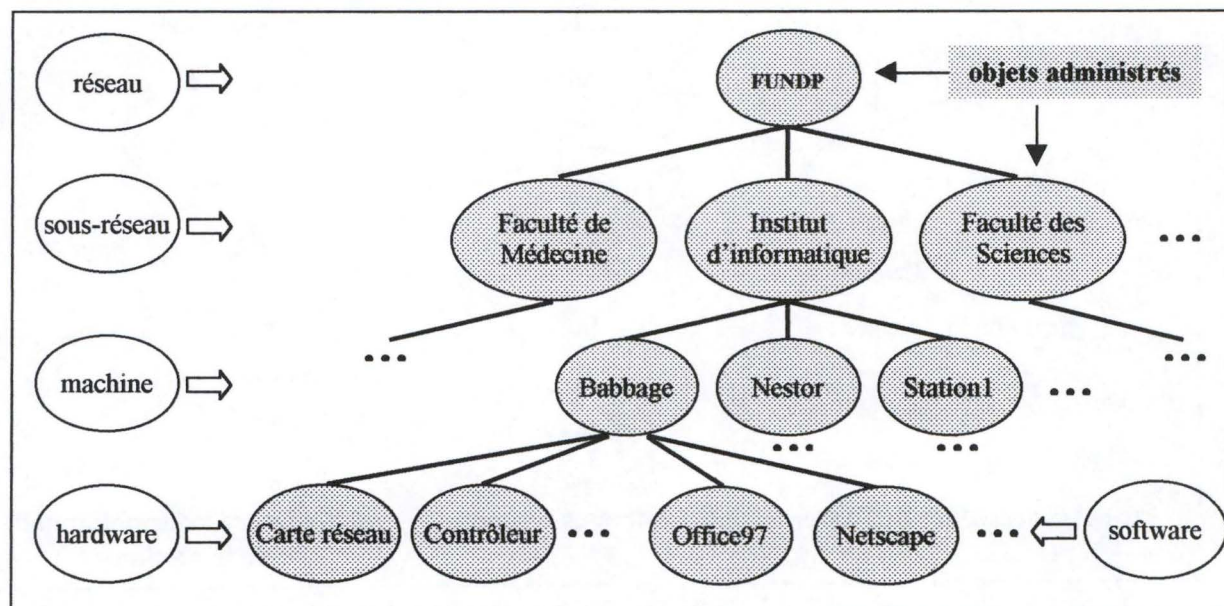 réseau
FUNDP
objets administrés
sous-réseau
Faculté de
Médecine
Institut
d'informatique
Faculté des
Sciences
...
machine
...
Babbage
Nestor
Station1
...
...
...
...
hardware
Carte réseau
Contrôleur
...
Office97
Netscape
...
software